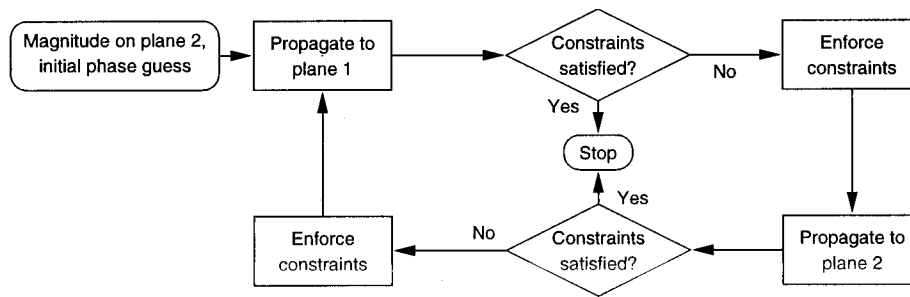 Magnitude on plane 2,
initial phase guess
Propagate to
plane 1
Constraints
satisfied?
No
Yes
Enforce
constraints
Stop
Yes
Enforce
constraints
No
Constraints
satisfied?
Propagate to
plane 2